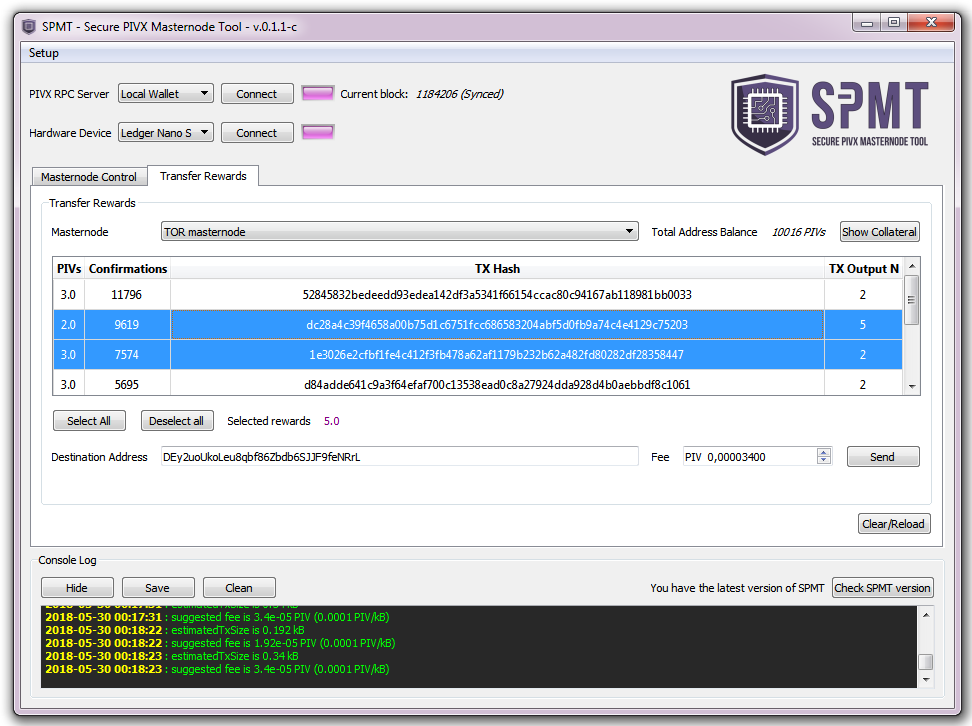 SPMT - Secure PIVX Masternode Tool - v.0.1.1-c
Setup
PIVX RPC Server Local Wallet Connect Current block: 1184206 (Synced)
Hardware Device Ledger Nano S Connect
SPMT
SECURE PIVX MASTERNODE TOOL
Masternode Control Transfer Rewards
Transfer Rewards
Masternode TOR masternode Total Address Balance 10016 PIVs Show Collateral
PIVs Confirmations TX Hash TX Output N
3.0 11796 52845832bedeedd93edea142df3a5341f66154ccac80c94167ab118981bb0033 2
2.0 9619 dc28a4c39f4658a00b75d1c6751fcc686583204abf5d0fb9a74c4e4129c75203 5
3.0 7574 1e3026e2cfbf1fe4c412f3fb478a62af1179b232b62a482fd80282df28358447 2
3.0 5695 d84adde641c9a3f64efaf700c13538ead0c8a27924dda928d4b0aebbdf8c1061 2
Select All Deselect all Selected rewards 5.0
Destination Address DEy2uoUkoLeu8qbf86Zbdb6SJJF9feNRrL Fee PIV 0,00003400 Send
Clear/Reload
Console Log
Hide Save Clean You have the latest version of SPMT Check SPMT version
2018-05-30 00:17:31 : suggested fee is 3.4e-05 PIV (0.0001 PIV/kB)
2018-05-30 00:18:22 : estimatedTxSize is 0.192 kB
2018-05-30 00:18:22 : suggested fee is 1.92e-05 PIV (0.0001 PIV/kB)
2018-05-30 00:18:23 : estimatedTxSize is 0.34 kB
2018-05-30 00:18:23 : suggested fee is 3.4e-05 PIV (0.0001 PIV/kB)